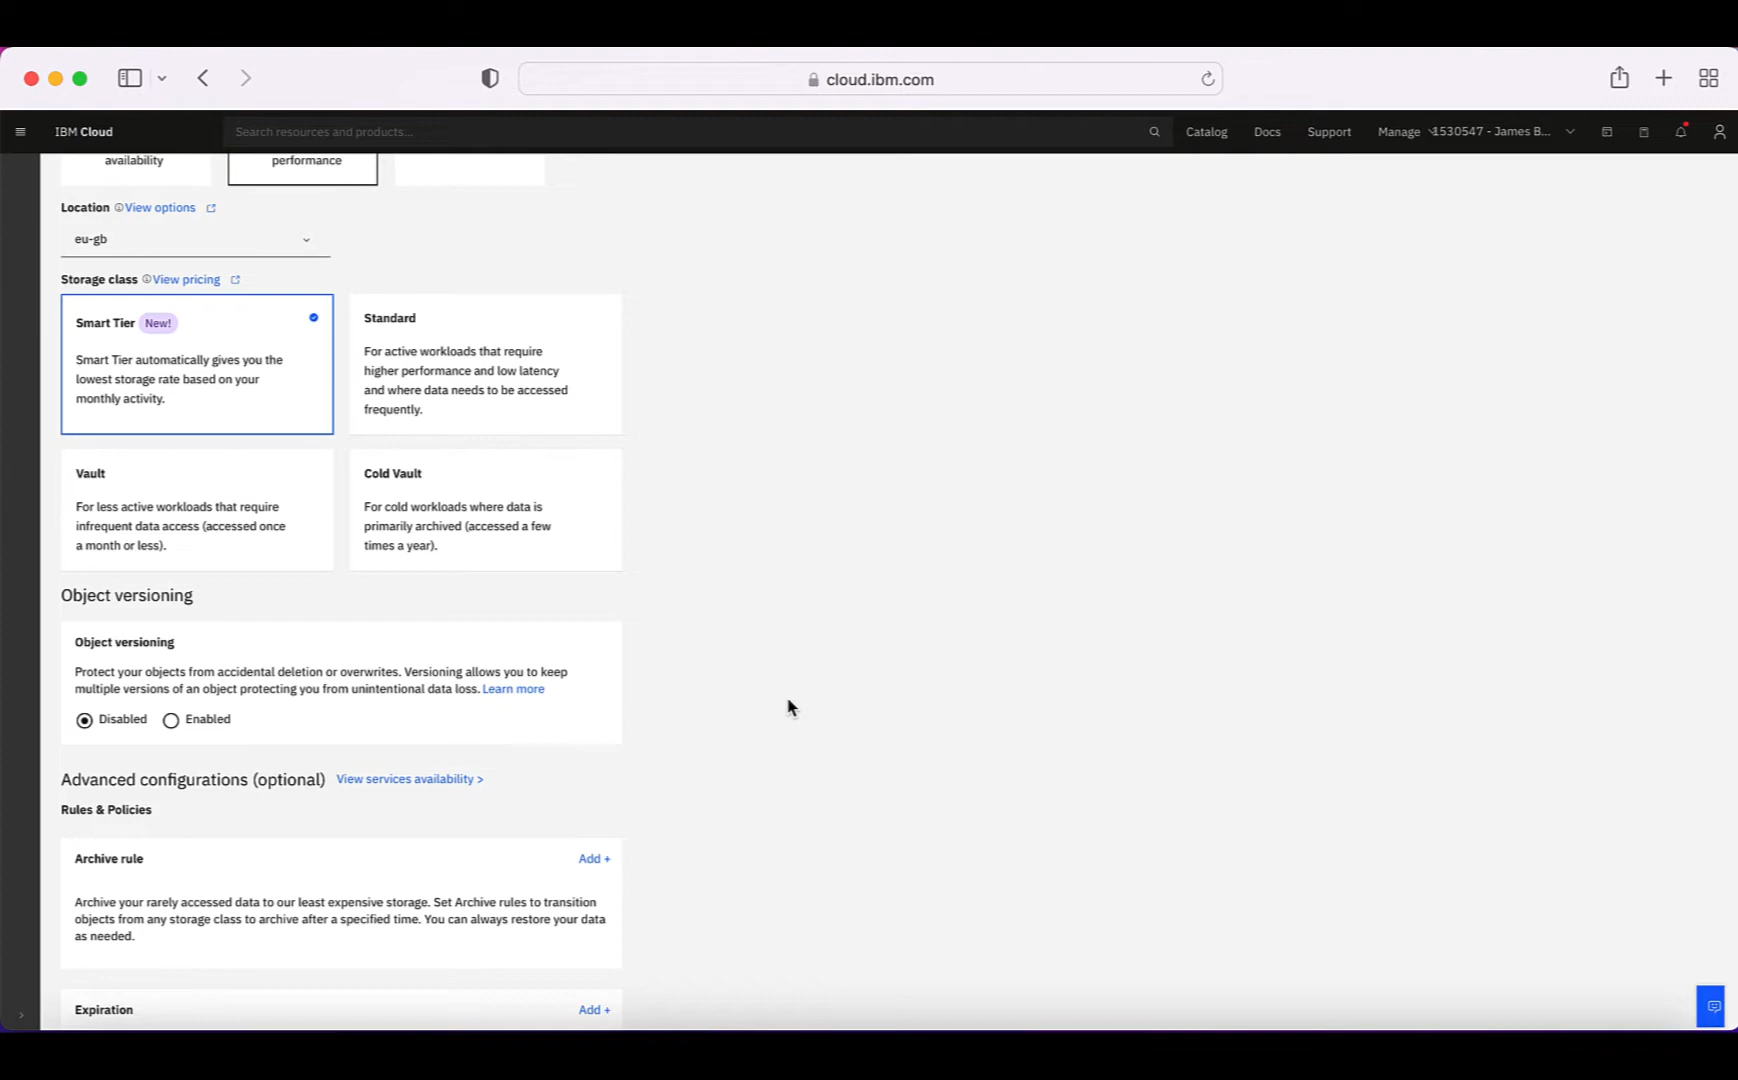 cloud.ibm.com
IBM Cloud
Search resources and products...
Catalog
Docs
Support
Manage
1530547 - James B...
availability
performance
Location View options
eu-gb
Storage class View pricing
Smart Tier New!
Smart Tier automatically gives you the
lowest storage rate based on your
monthly activity.
Standard
For active workloads that require
higher performance and low latency
and where data needs to be accessed
frequently.
Vault
For less active workloads that require
infrequent data access (accessed once
a month or less).
Cold Vault
For cold workloads where data is
primarily archived (accessed a few
times a year).
Object versioning
Object versioning
Protect your objects from accidental deletion or overwrites. Versioning allows you to keep
multiple versions of an object protecting you from unintentional data loss. Learn more
Disabled Enabled
Advanced configurations (optional) View services availability >
Rules & Policies
Archive rule Add +
Archive your rarely accessed data to our least expensive storage. Set Archive rules to transition
objects from any storage class to archive after a specified time. You can always restore your data
as needed.
Expiration Add +